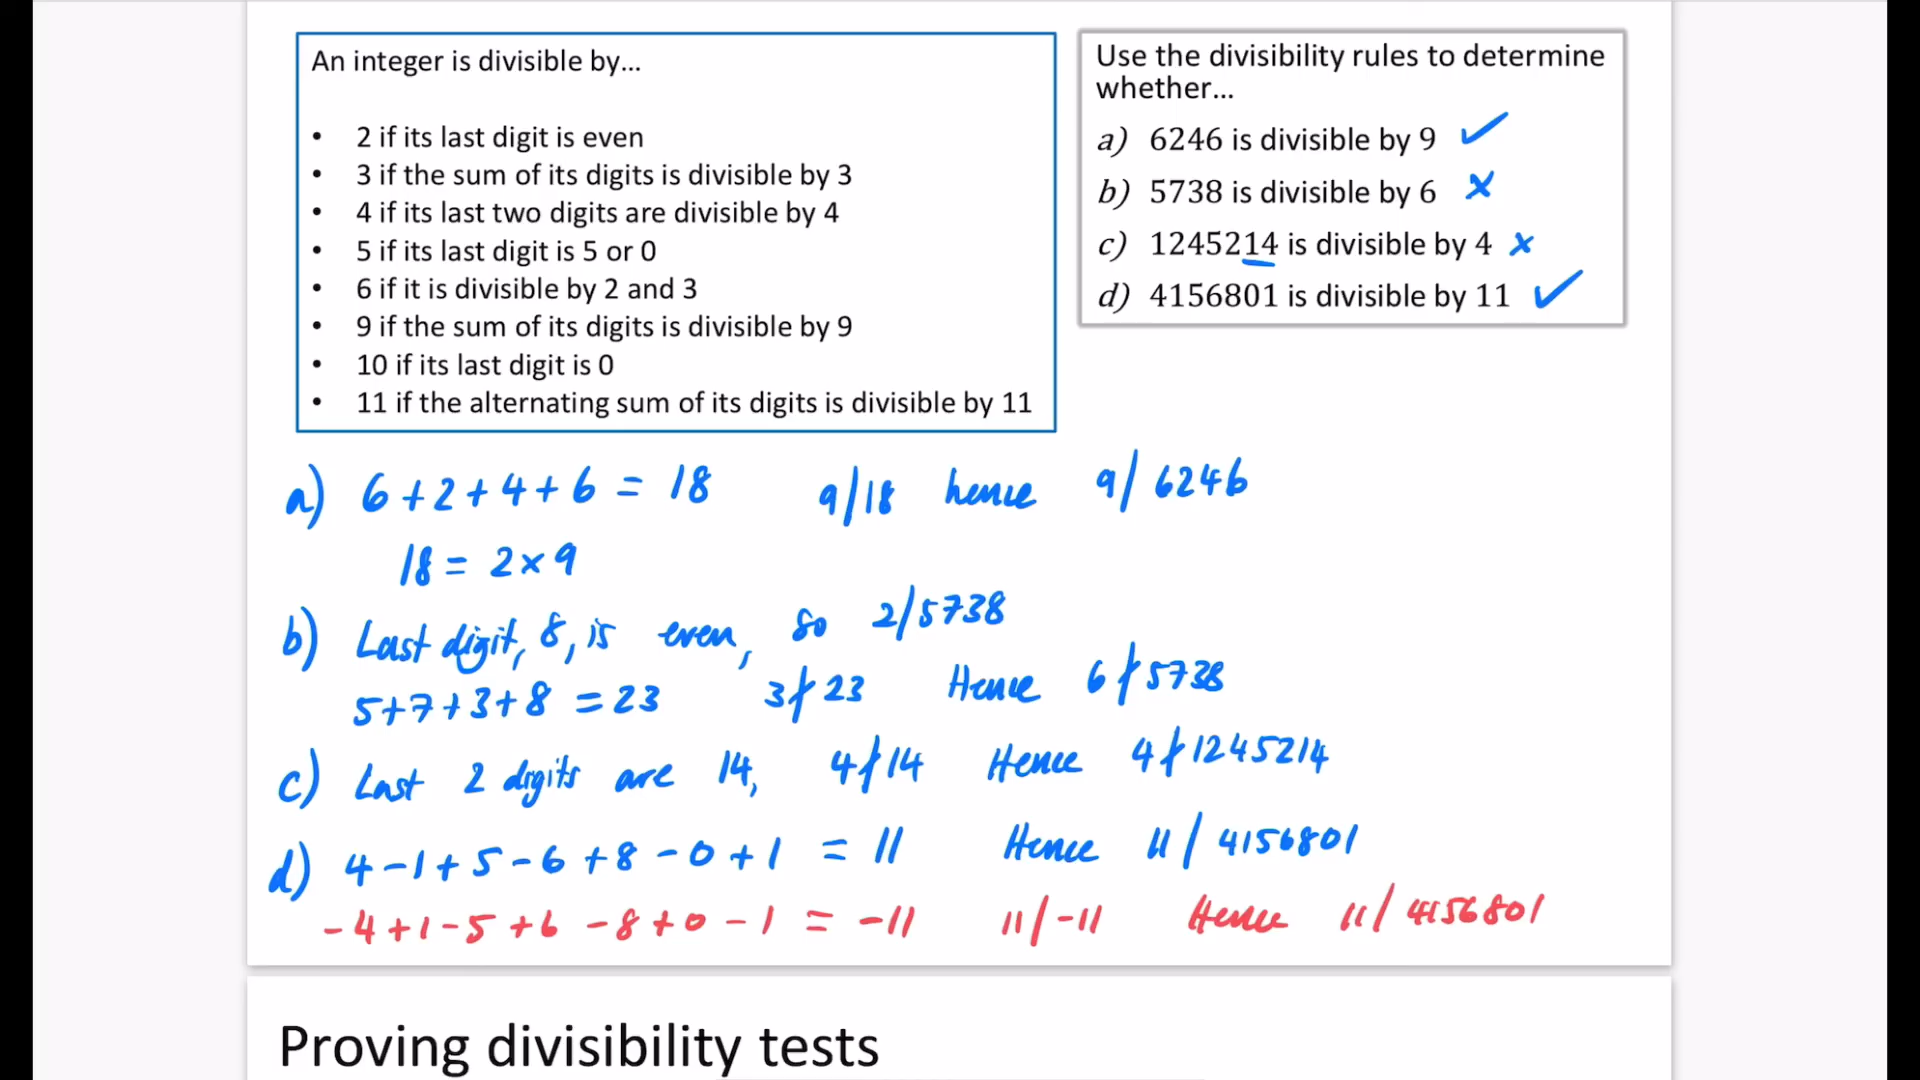 An integer is divisible by...
• 2 if its last digit is even
• 3 if the sum of its digits is divisible by 3
• 4 if its last two digits are divisible by 4
• 5 if its last digit is 5 or 0
• 6 if it is divisible by 2 and 3
• 9 if the sum of its digits is divisible by 9
• 10 if its last digit is 0
• 11 if the alternating sum of its digits is divisible by 11
Use the divisibility rules to determine
whether...
a) 6246 is divisible by 9 ✓
b) 5738 is divisible by 6 ×
c) 1245214 is divisible by 4 ×
d) 4156801 is divisible by 11 ✓
a) 6+2+4+6 = 18 9/18 hence 9/6246
18 = 2×9
b) Last digit, 8, is even, so 2/5738
5+7+3+8 = 23 3∤23 Hence 6∤5738
c) Last 2 digits are 14, 4∤14 Hence 4∤1245214
d) 4-1+5-6+8-0+1 = 11 Hence 11/4156801
-4+1-5+6-8+0-1 = -11 11/-11 Hence 11/4156801
Proving divisibility tests